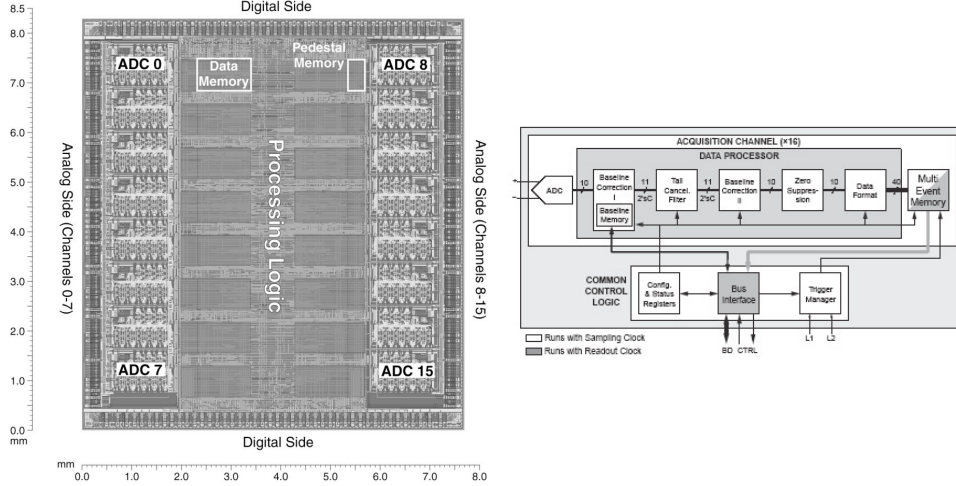 Digital Side
8.5
8.0
7.0
6.0
5.0
4.0
3.0
2.0
1.0
0.0
mm
Analog Side (Channels 0-7)
ADC 0
Data
Memory
Pedestal
Memory
ADC 8
Processing Logic
ADC 7
ADC 15
Analog Side (Channels 8-15)
Digital Side
mm
0.0 1.0 2.0 3.0 4.0 5.0 6.0 7.0 8.0
ACQUISITION CHANNEL (×16)
DATA PROCESSOR
ADC
10
Baseline
Correction
I
Baseline
Memory
11
2'sC
Tail
Cancel.
Filter
11
2'sC
Baseline
Correction
II
10
Zero
Suppres-
sion
10
Data
Format
40
Multi
Event
Memory
COMMON
CONTROL
LOGIC
Config.
& Status
Registers
Bus
Interface
Trigger
Manager
BD CTRL
L1 L2
Runs with Sampling Clock
Runs with Readout Clock